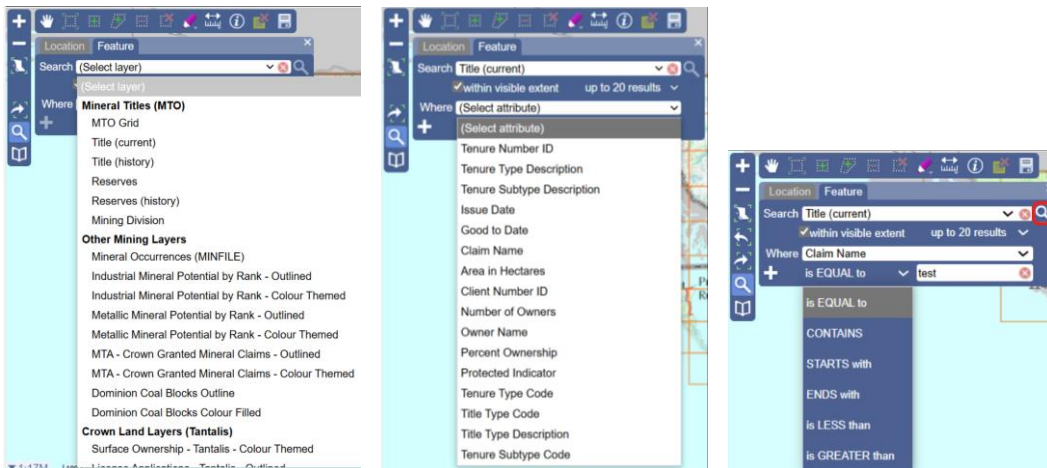 Location Feature
Search (Select layer)
(Select layer)
Where Mineral Titles (MTO)
MTO Grid
Title (current)
Title (history)
Reserves
Reserves (history)
Mining Division
Other Mining Layers
Mineral Occurrences (MINFILE)
Industrial Mineral Potential by Rank - Outlined
Industrial Mineral Potential by Rank - Colour Themed
Metallic Mineral Potential by Rank - Outlined
Metallic Mineral Potential by Rank - Colour Themed
MTA - Crown Granted Mineral Claims - Outlined
MTA - Crown Granted Mineral Claims - Colour Themed
Dominion Coal Blocks Outline
Dominion Coal Blocks Colour Filled
Crown Land Layers (Tantalis)
Surface Ownership - Tantalis - Colour Themed
Location Feature
Search Title (current)
within visible extent up to 20 results
Where (Select attribute)
(Select attribute)
Tenure Number ID
Tenure Type Description
Tenure Subtype Description
Issue Date
Good to Date
Claim Name
Area in Hectares
Client Number ID
Number of Owners
Owner Name
Percent Ownership
Protected Indicator
Tenure Type Code
Title Type Code
Title Type Description
Tenure Subtype Code
Location Feature
Search Title (current)
within visible extent up to 20 results
Where Claim Name
is EQUAL to test
is EQUAL to
CONTAINS
STARTS with
ENDS with
is LESS than
is GREATER than